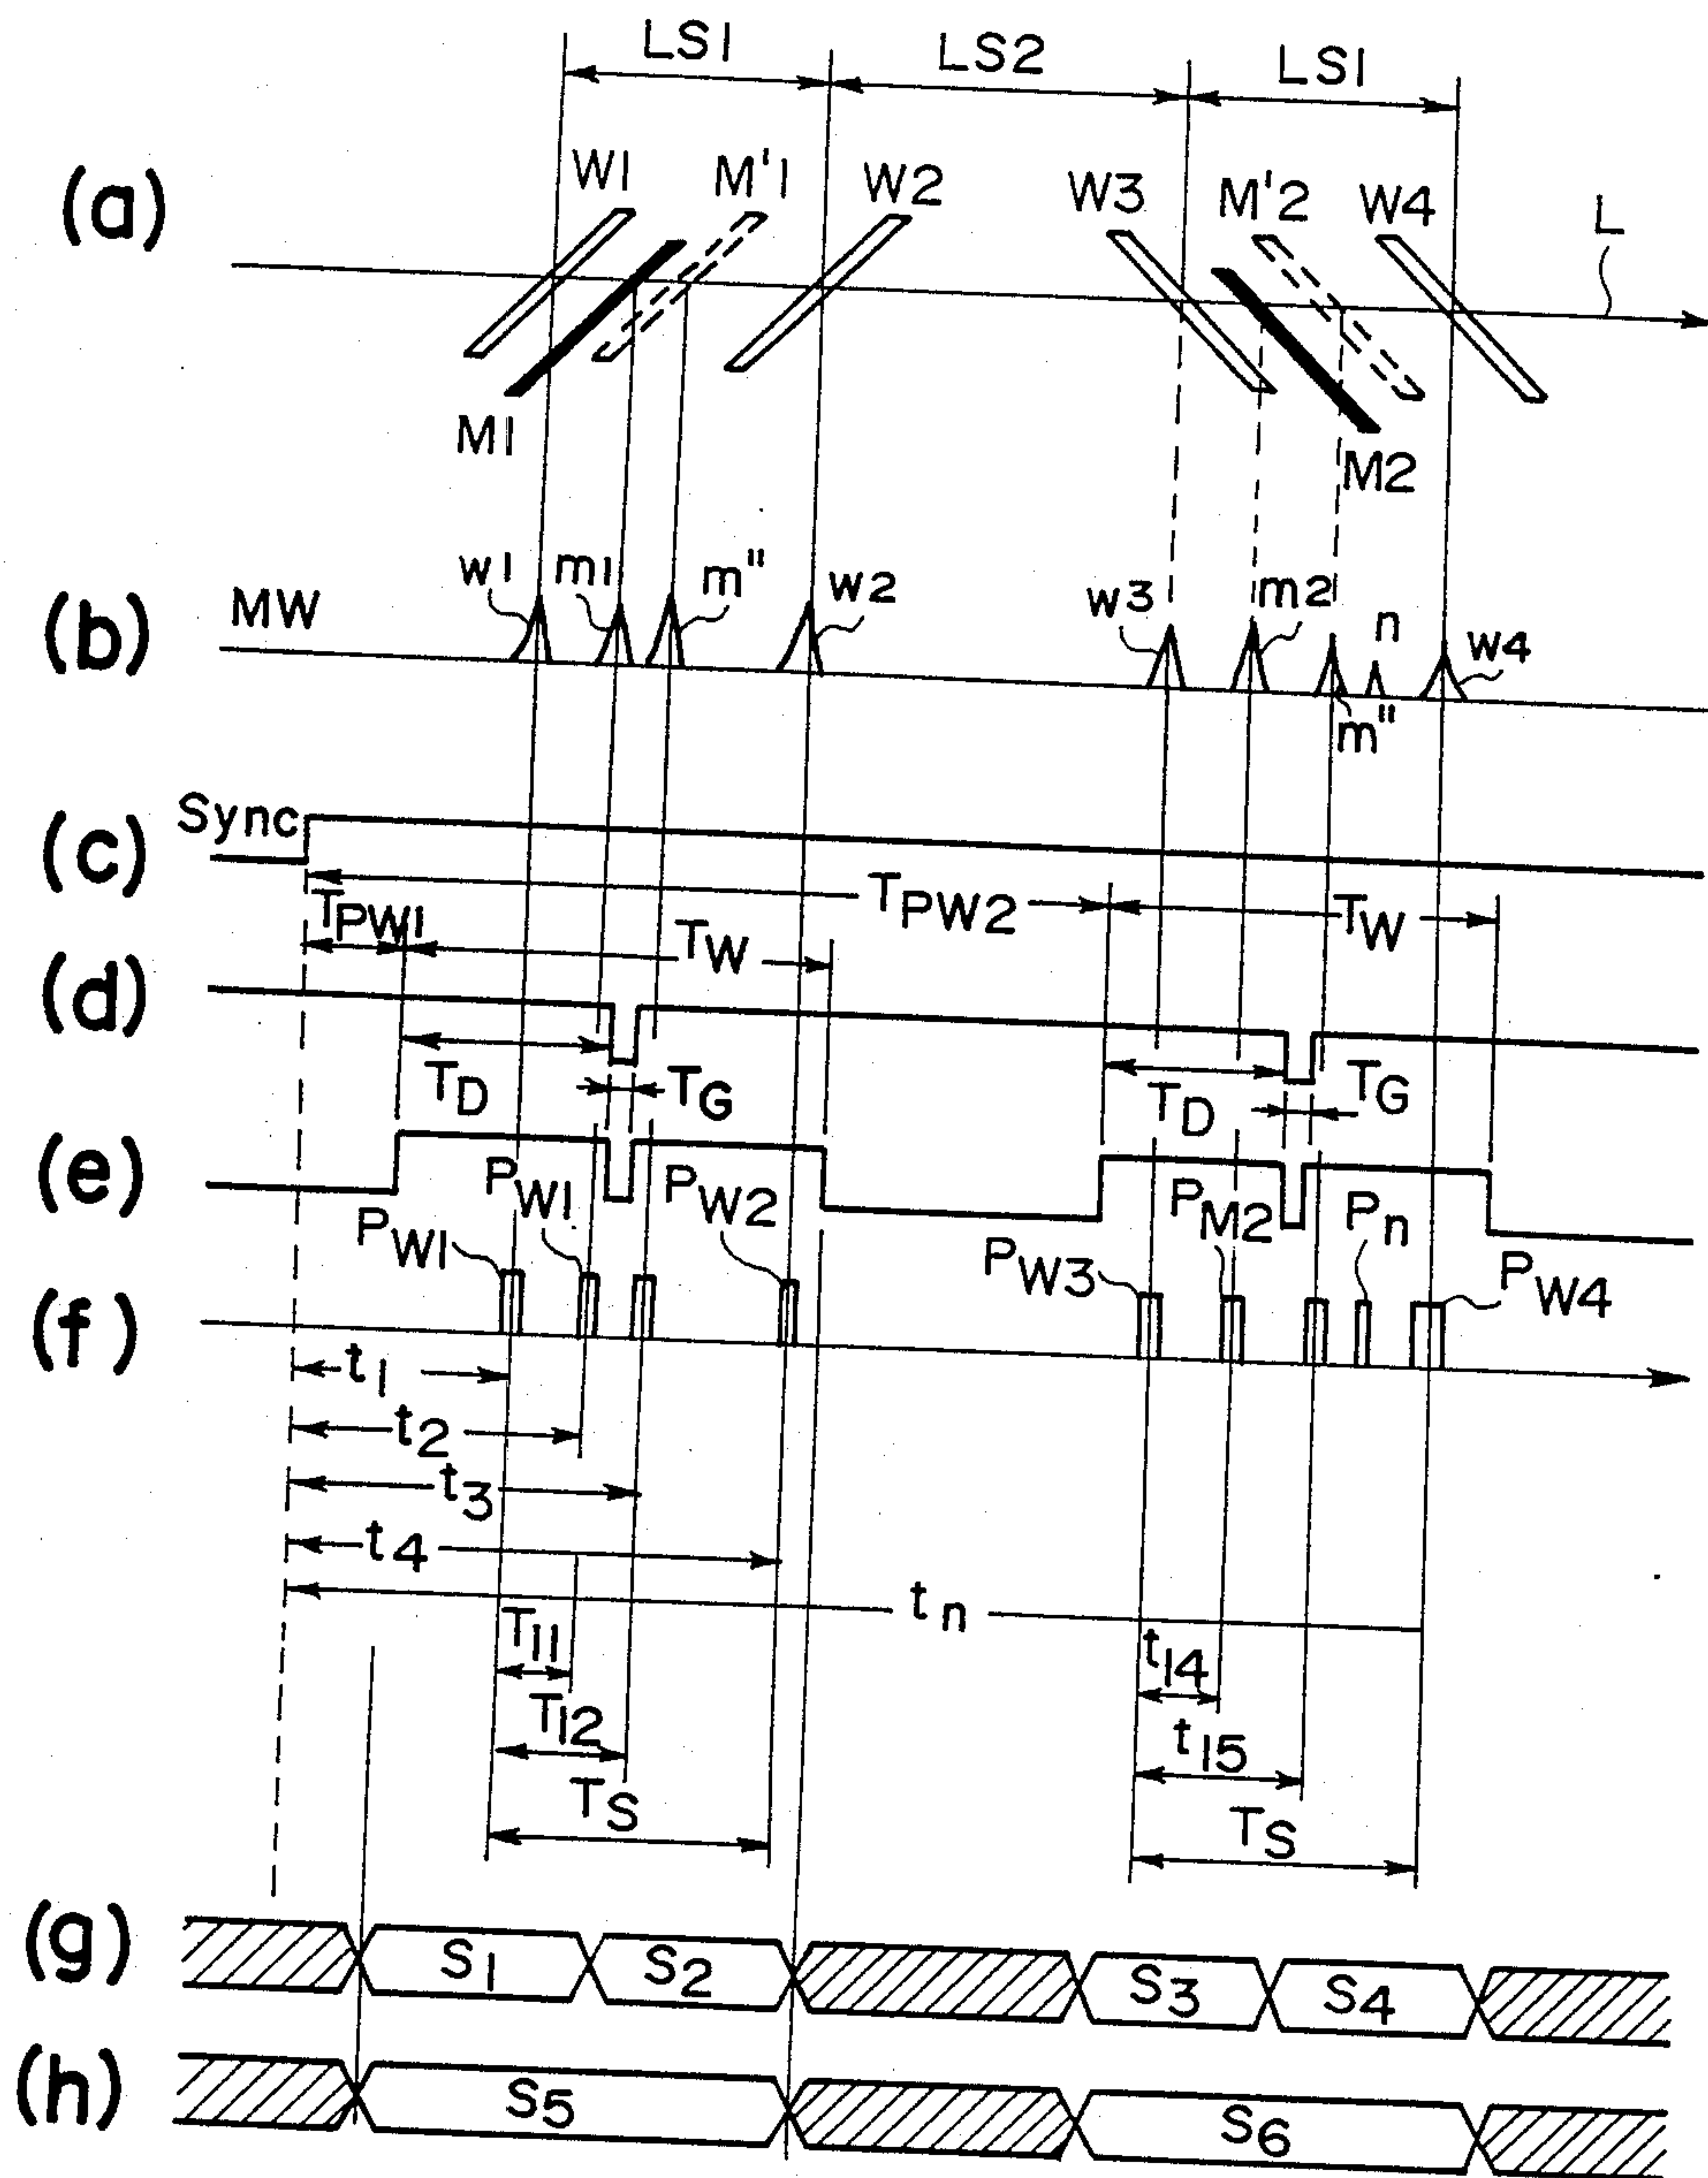 LS1 LS2 LS1
(a) W1 M'1 W2 W3 M'2 W4 L
M1 M2
(b) MW w1 m1 m" w2 w3 m2 m" n w4
(c) Sync
TPW2 TW
TPW1 TW
(d)
TD TG TD TG
(e)
PW1 PW1 PW2 PW3 PM2 Pn PW4
(f)
t1
t2
t3
t4
tn
T11 t14
T12 t15
TS TS
(g) S1 S2 S3 S4
(h) S5 S6